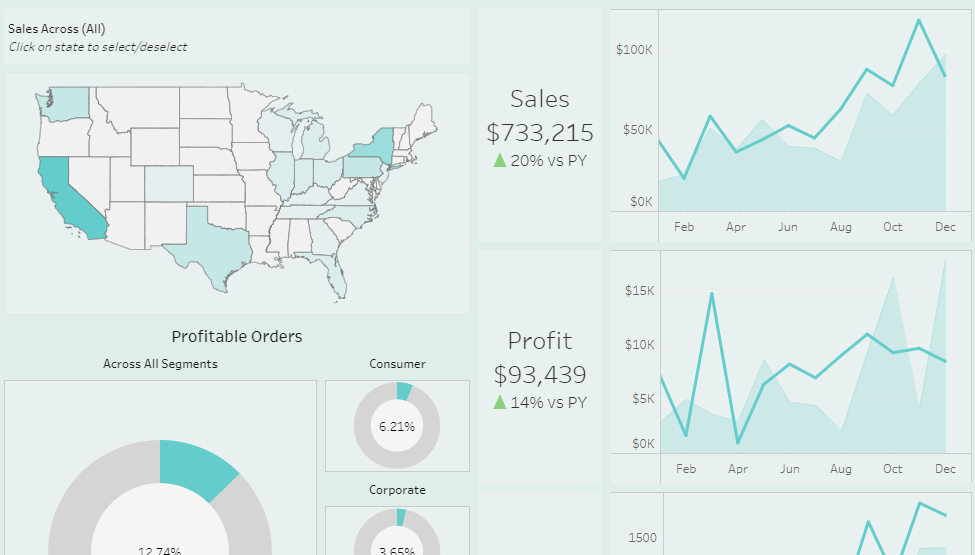 Sales Across (All)
Click on state to select/deselect
Sales
$733,215
20% vs PY
$100K
$50K
$0K
Feb Apr Jun Aug Oct Dec
Profitable Orders
Across All Segments
12.74%
Consumer
6.21%
Corporate
3.65%
Profit
$93,439
14% vs PY
$15K
$10K
$5K
$0K
Feb Apr Jun Aug Oct Dec
1500